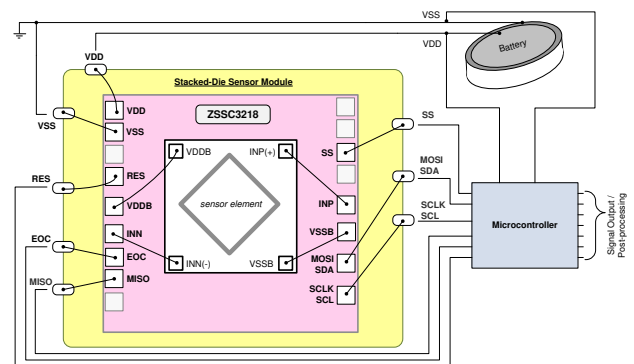 VSS
VDD
Battery
VDD
Stacked-Die Sensor Module
ZSSC3218
VDD
VSS
VSS
RES
RES
VDDB
INN
EOC
EOC
MISO
MISO
VDDB
INP(+)
sensor element
INN(-)
VSSB
SS
INP
VSSB
MOSI
SDA
SCLK
SCL
SS
MOSI
SDA
SCLK
SCL
Microcontroller
Signal Output /
Post-processing